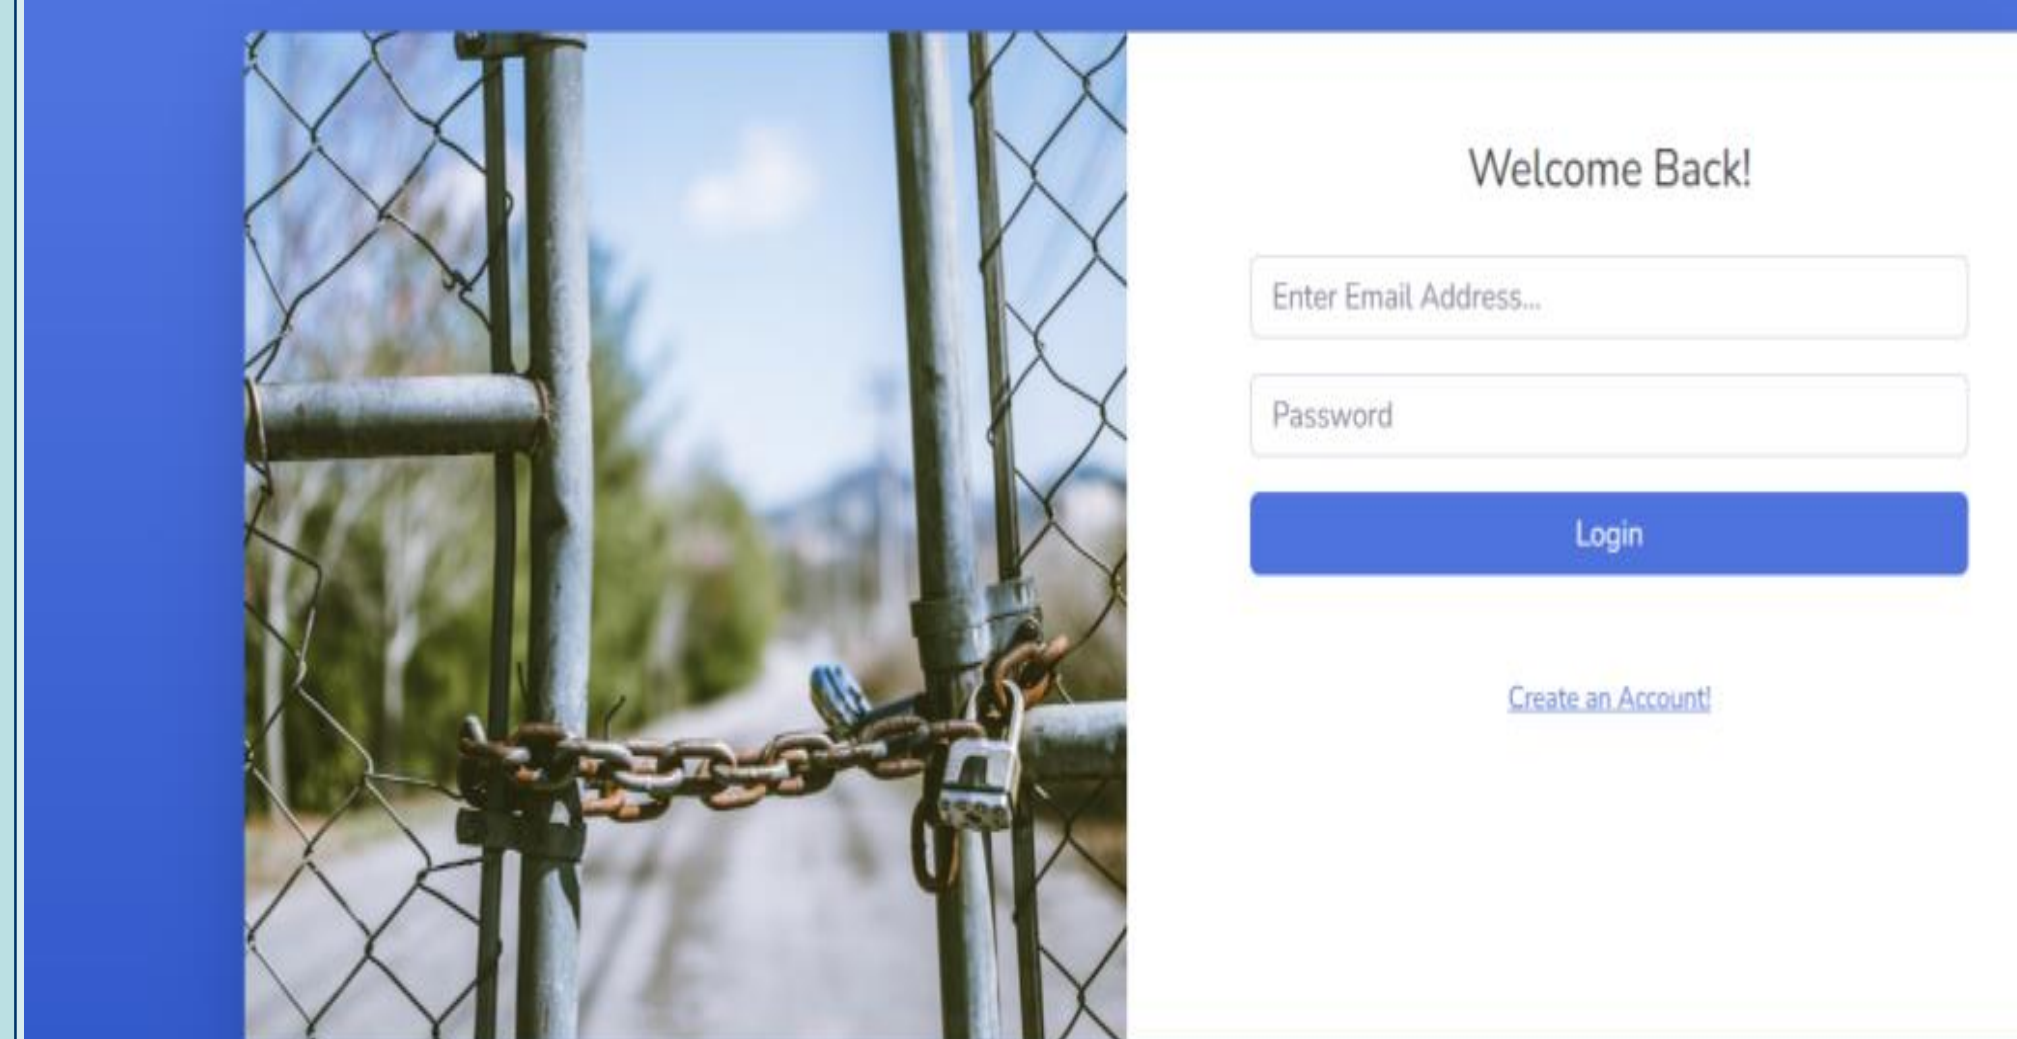 Welcome Back!
Enter Email Address...
Password
Login
Create an Account!